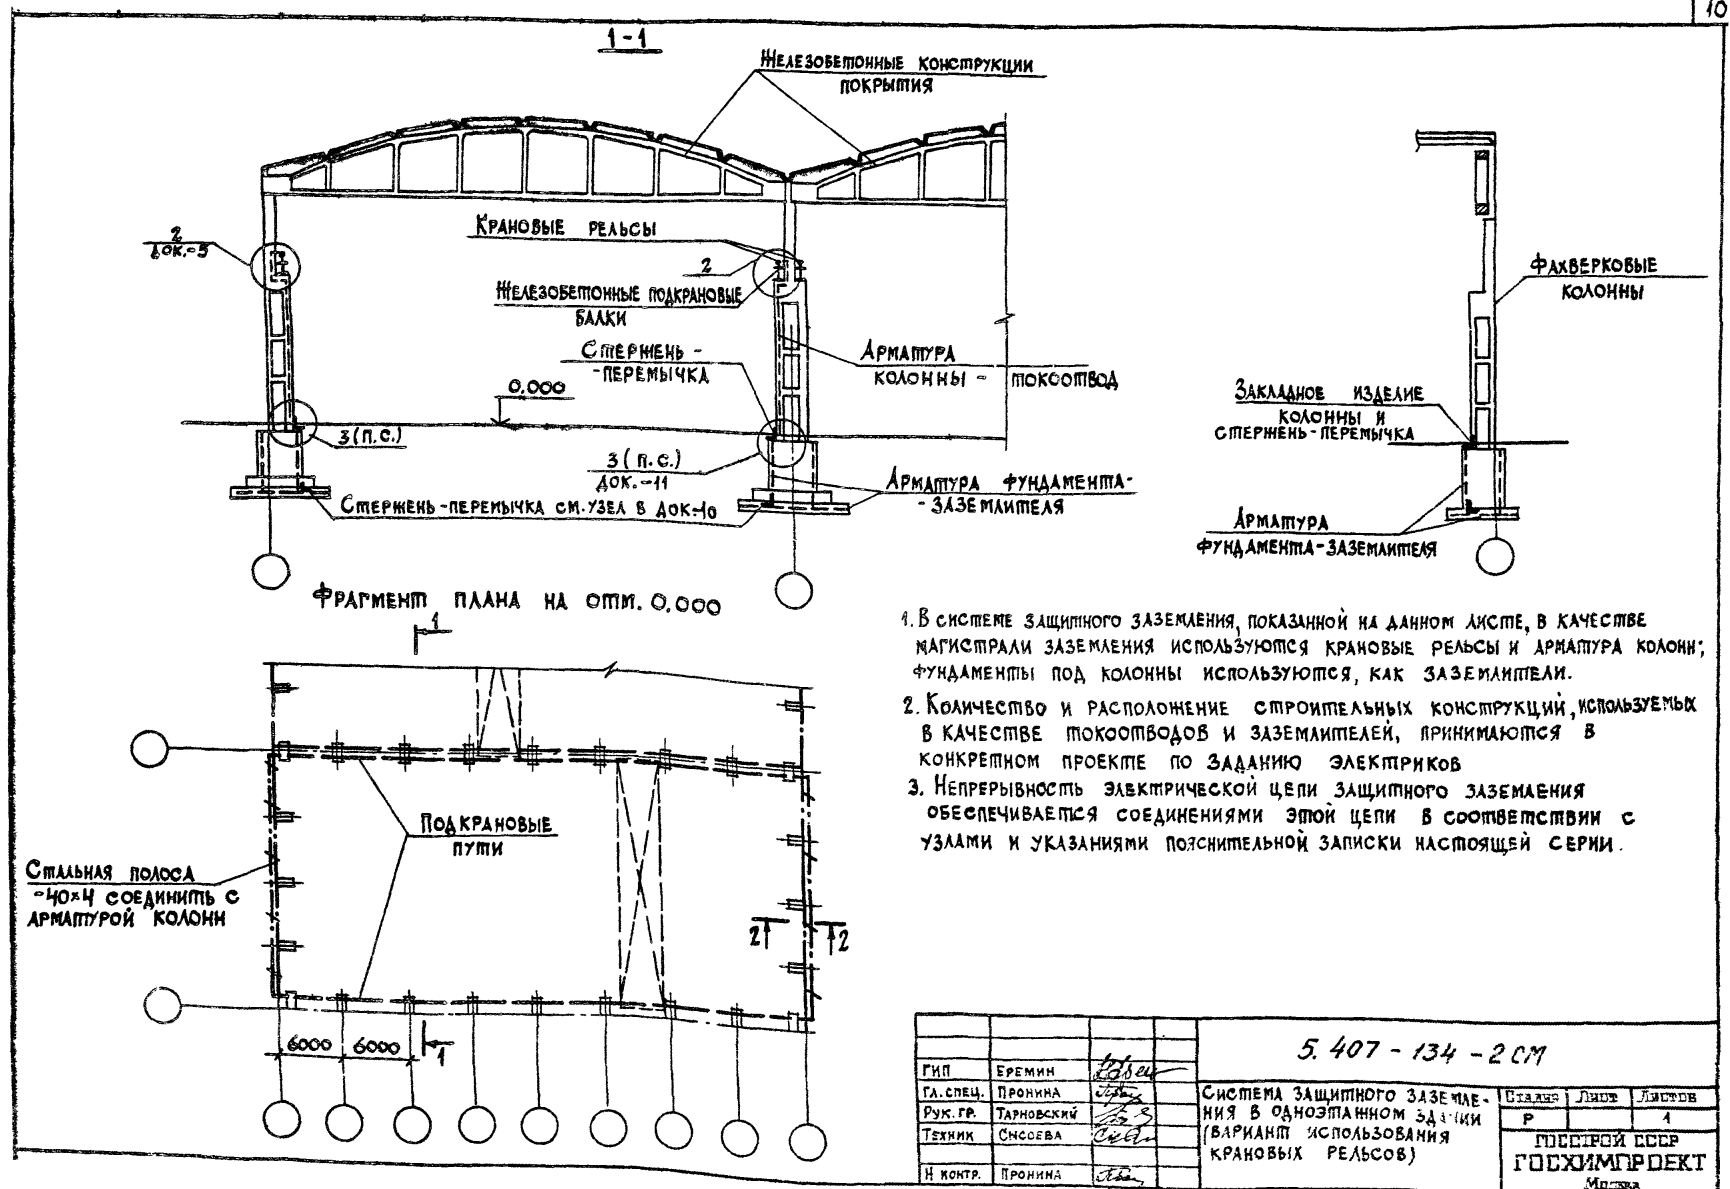 10
1-1
Железобетонные конструкции
покрытия
Крановые рельсы
2
док.-5
2
Железобетонные подкрановые
балки
Стержень-
-перемычка
Арматура
колонны - токоотвод
0.000
3 (п.с.)
3 (п.с.)
док.-11
Стержень-перемычка см. узел в док-10
Арматура фундамента-
-заземлителя
Фахверковые
колонны
Закладное изделие
колонны и
стержень-перемычка
Арматура
фундамента-заземлителя
Фрагмент плана на отм. 0.000
1
Подкрановые
пути
Стальная полоса
-40×4 соединить с
арматурой колонн
2 2
6000 6000
1
1. В системе защитного заземления, показанной на данном листе, в качестве
магистрали заземления используются крановые рельсы и арматура колонн;
фундаменты под колонны используются, как заземлители.
2. Количество и расположение строительных конструкций, используемых
в качестве токоотводов и заземлителей, принимаются в
конкретном проекте по заданию электриков
3. Непрерывность электрической цепи защитного заземления
обеспечивается соединениями этой цепи в соответствии с
узлами и указаниями пояснительной записки настоящей серии.
5.407-134-2СМ
ГИП Еремин
Гл. спец. Пронина
Рук. гр. Тарновский
Техник Сысоева
Н контр. Пронина
Система защитного заземле-
ния в одноэтажном здании
(вариант использования
крановых рельсов)
Стадия Лист Листов
Р 1
ГОССТРОЙ СССР
ГОСХИМПРОЕКТ
Москва